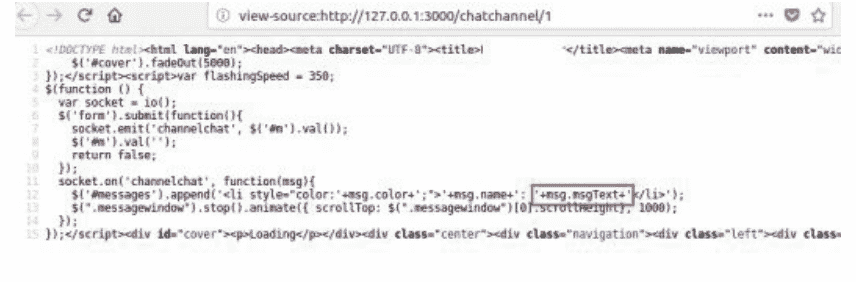 view-source:http://127.0.0.1:3000/chatchannel/1
1 <!DOCTYPE html><html lang="en"><head><meta charset="UTF-8"><title> </title><meta name="viewport" content="wid
2 $('#cover').fadeOut(5000);
3 });</script><script>var flashingSpeed = 350;
4 $(function () {
5 var socket = io();
6 $('form').submit(function(){
7 socket.emit('channelchat', $('#m').val());
8 $('#m').val('');
9 return false;
10 });
11 socket.on('channelchat', function(msg){
12 $('#messages').append('<li style="color:'+msg.color+';">'+msg.name+': '+msg.msgText+'</li>');
13 $(".messagewindow").stop().animate({ scrollTop: $(".messagewindow")[0].scrollHeight}, 1000);
14 });
15 });</script><div id="cover"><p>Loading</p></div><div class="center"><div class="navigation"><div class="left"><div class=